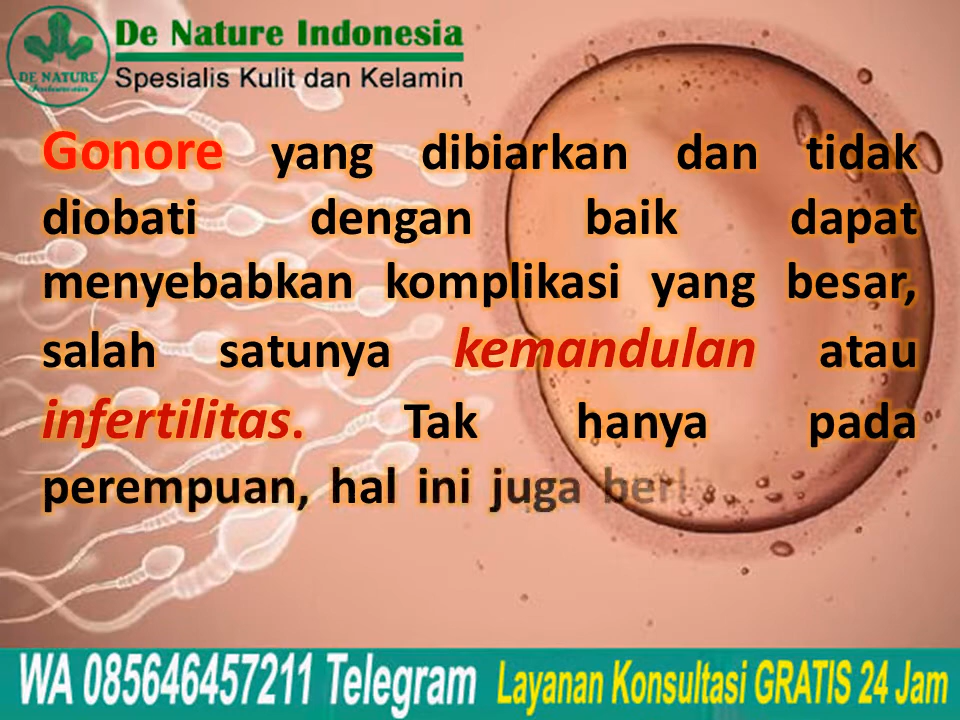 De Nature Indonesia
Spesialis Kulit dan Kelamin
DE NATURE
Indonesia
Gonore yang dibiarkan dan tidak
diobati dengan baik dapat
menyebabkan komplikasi yang besar,
salah satunya kemandulan atau
infertilitas. Tak hanya pada
perempuan, hal ini juga
WA 085646457211 Telegram Layanan Konsultasi GRATIS 24 Jam